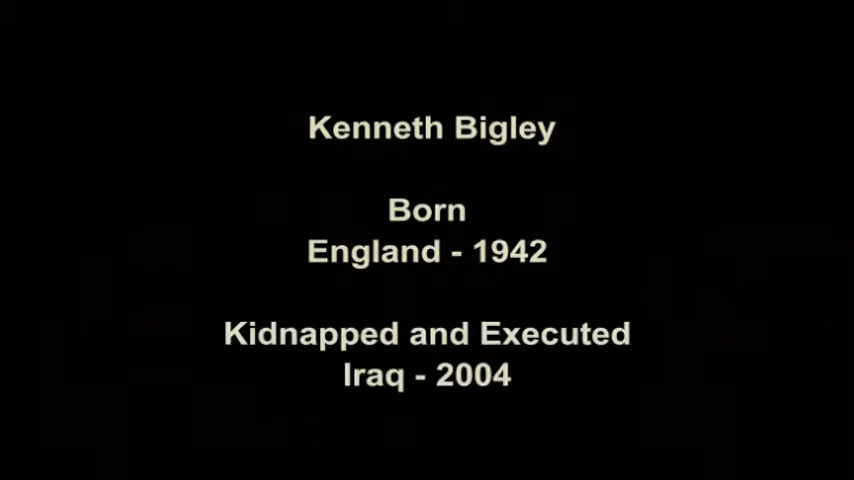 Kenneth Bigley
Born
England - 1942
Kidnapped and Executed
Iraq - 2004